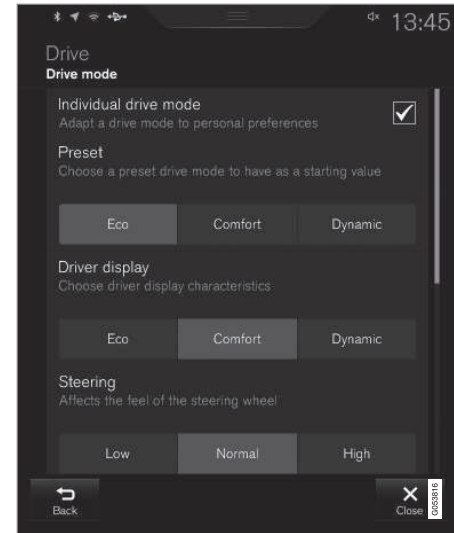 13:45
Drive
Drive mode
Individual drive mode
Adapt a drive mode to personal preferences
Preset
Choose a preset drive mode to have as a starting value
Eco Comfort Dynamic
Driver display
Choose driver display characteristics
Eco Comfort Dynamic
Steering
Affects the feel of the steering wheel
Low Normal High
Back Close
G053816